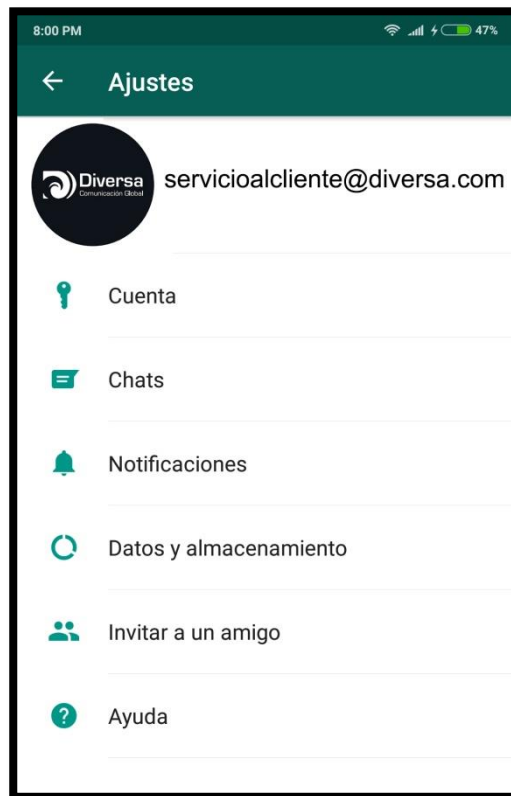 8:00 PM 47%
Ajustes
Diversa
Comunicación Global
servicioalcliente@diversa.com
Cuenta
Chats
Notificaciones
Datos y almacenamiento
Invitar a un amigo
Ayuda